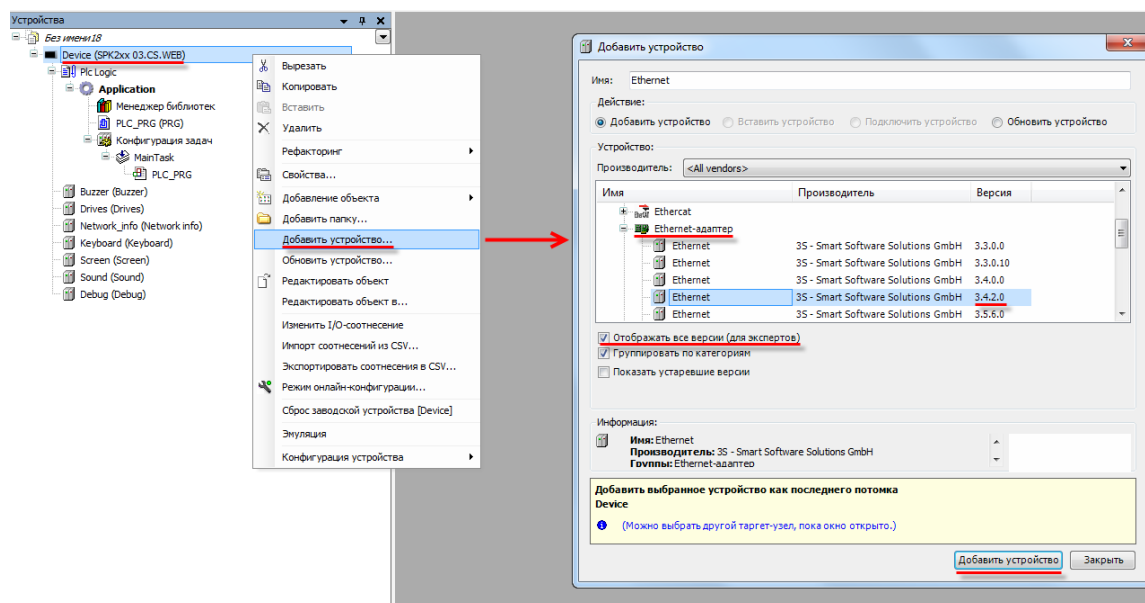 Устройства
Без имени18
Device (SPK2xx 03.CS.WEB)
Plc Logic
Application
Менеджер библиотек
PLC_PRG (PRG)
Конфигурация задач
MainTask
PLC_PRG
Buzzer (Buzzer)
Drives (Drives)
Network_info (Network info)
Keyboard (Keyboard)
Screen (Screen)
Sound (Sound)
Debug (Debug)
Вырезать
Копировать
Вставить
Удалить
Рефакторинг
Свойства...
Добавление объекта
Добавить папку...
Добавить устройство...
Обновить устройство...
Редактировать объект
Редактировать объект в...
Изменить I/O-соотнесение
Импорт соотнесений из CSV...
Экспортировать соотнесения в CSV...
Режим онлайн-конфигурации...
Сброс заводской устройства [Device]
Эмуляция
Конфигурация устройства
Добавить устройство
Имя: Ethernet
Действие:
Добавить устройство Вставить устройство Подключить устройство Обновить устройство
Устройство:
Производитель: <All vendors>
Имя Производитель Версия
Ethercat
Ethernet-адаптер
Ethernet 3S - Smart Software Solutions GmbH 3.3.0.0
Ethernet 3S - Smart Software Solutions GmbH 3.3.0.10
Ethernet 3S - Smart Software Solutions GmbH 3.4.0.0
Ethernet 3S - Smart Software Solutions GmbH 3.4.2.0
Ethernet 3S - Smart Software Solutions GmbH 3.5.6.0
Отображать все версии (для экспертов)
Группировать по категориям
Показать устаревшие версии
Информация:
Имя: Ethernet
Производитель: 3S - Smart Software Solutions GmbH
Группы: Ethernet-адаптер
Добавить выбранное устройство как последнего потомка
Device
(Можно выбрать другой таргет-узел, пока окно открыто.)
Добавить устройство Закрыть